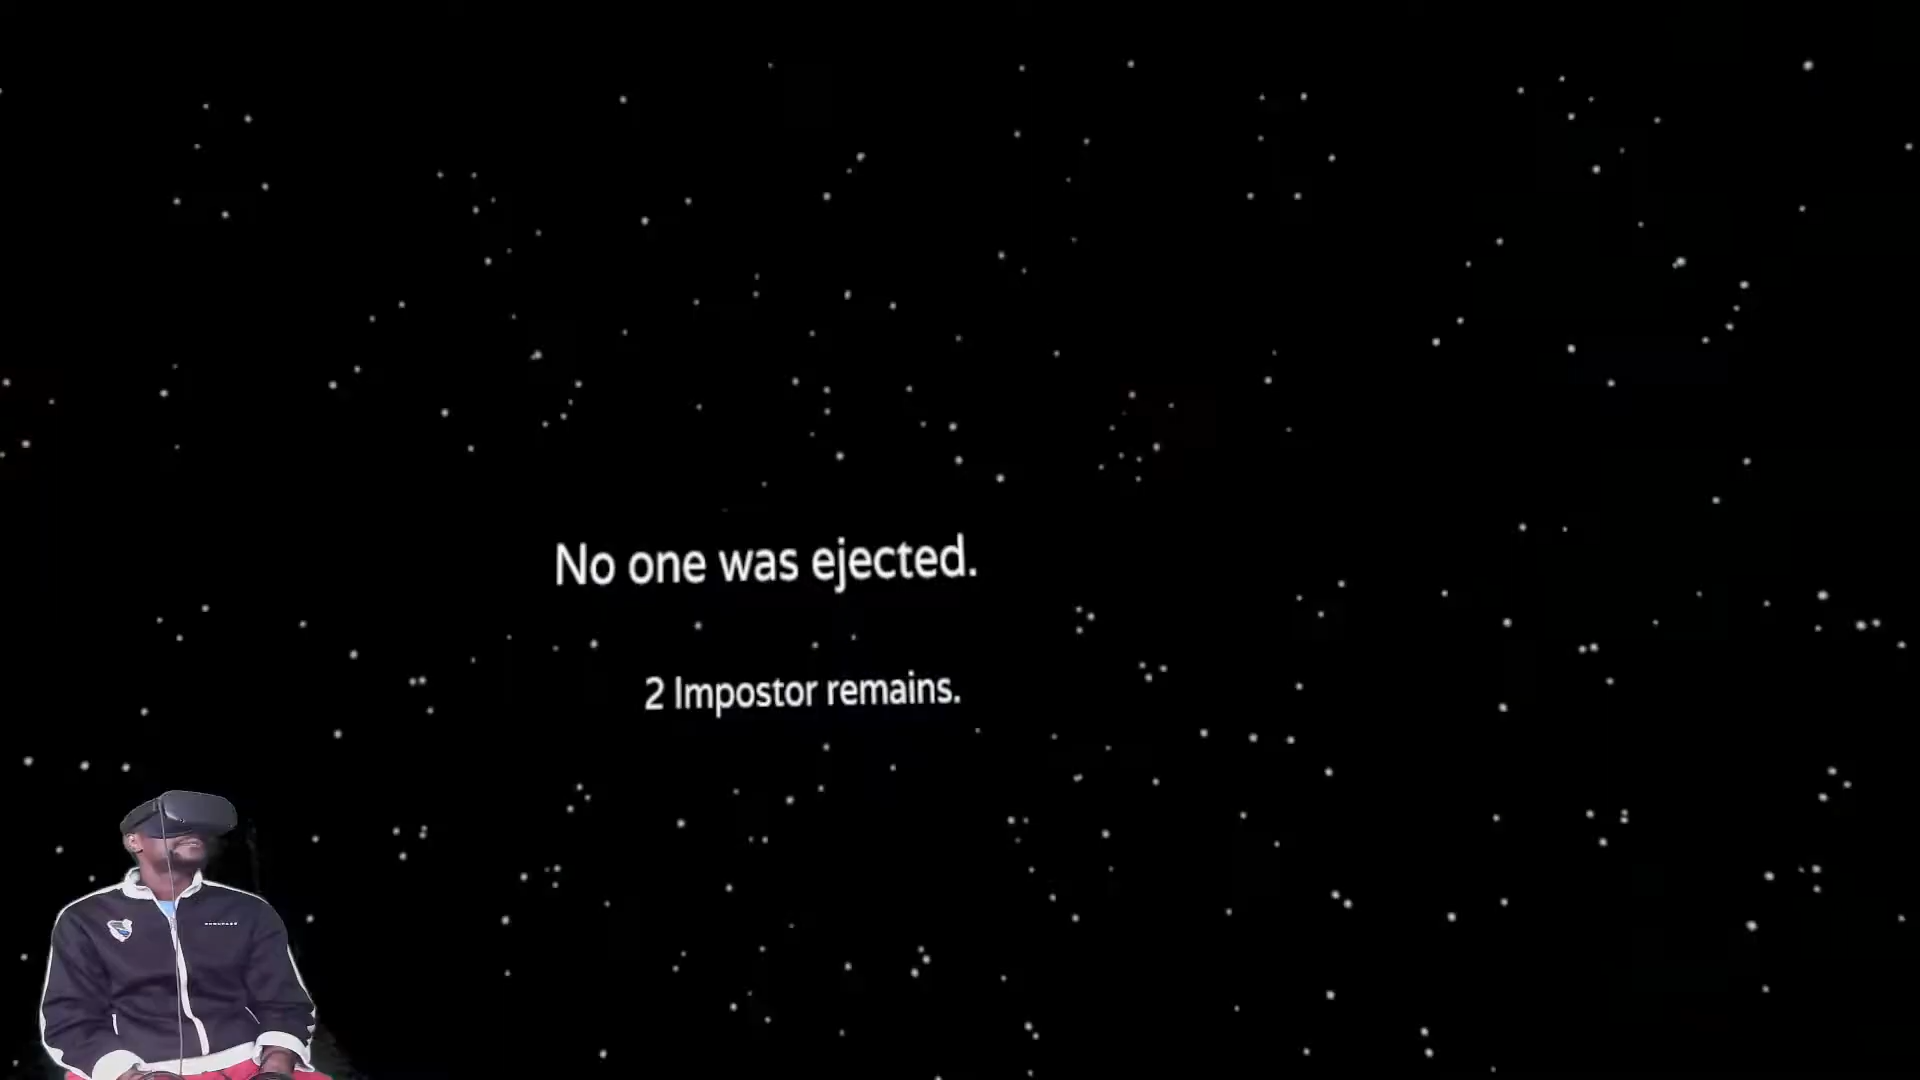 No one was ejected.
2 Impostor remains.